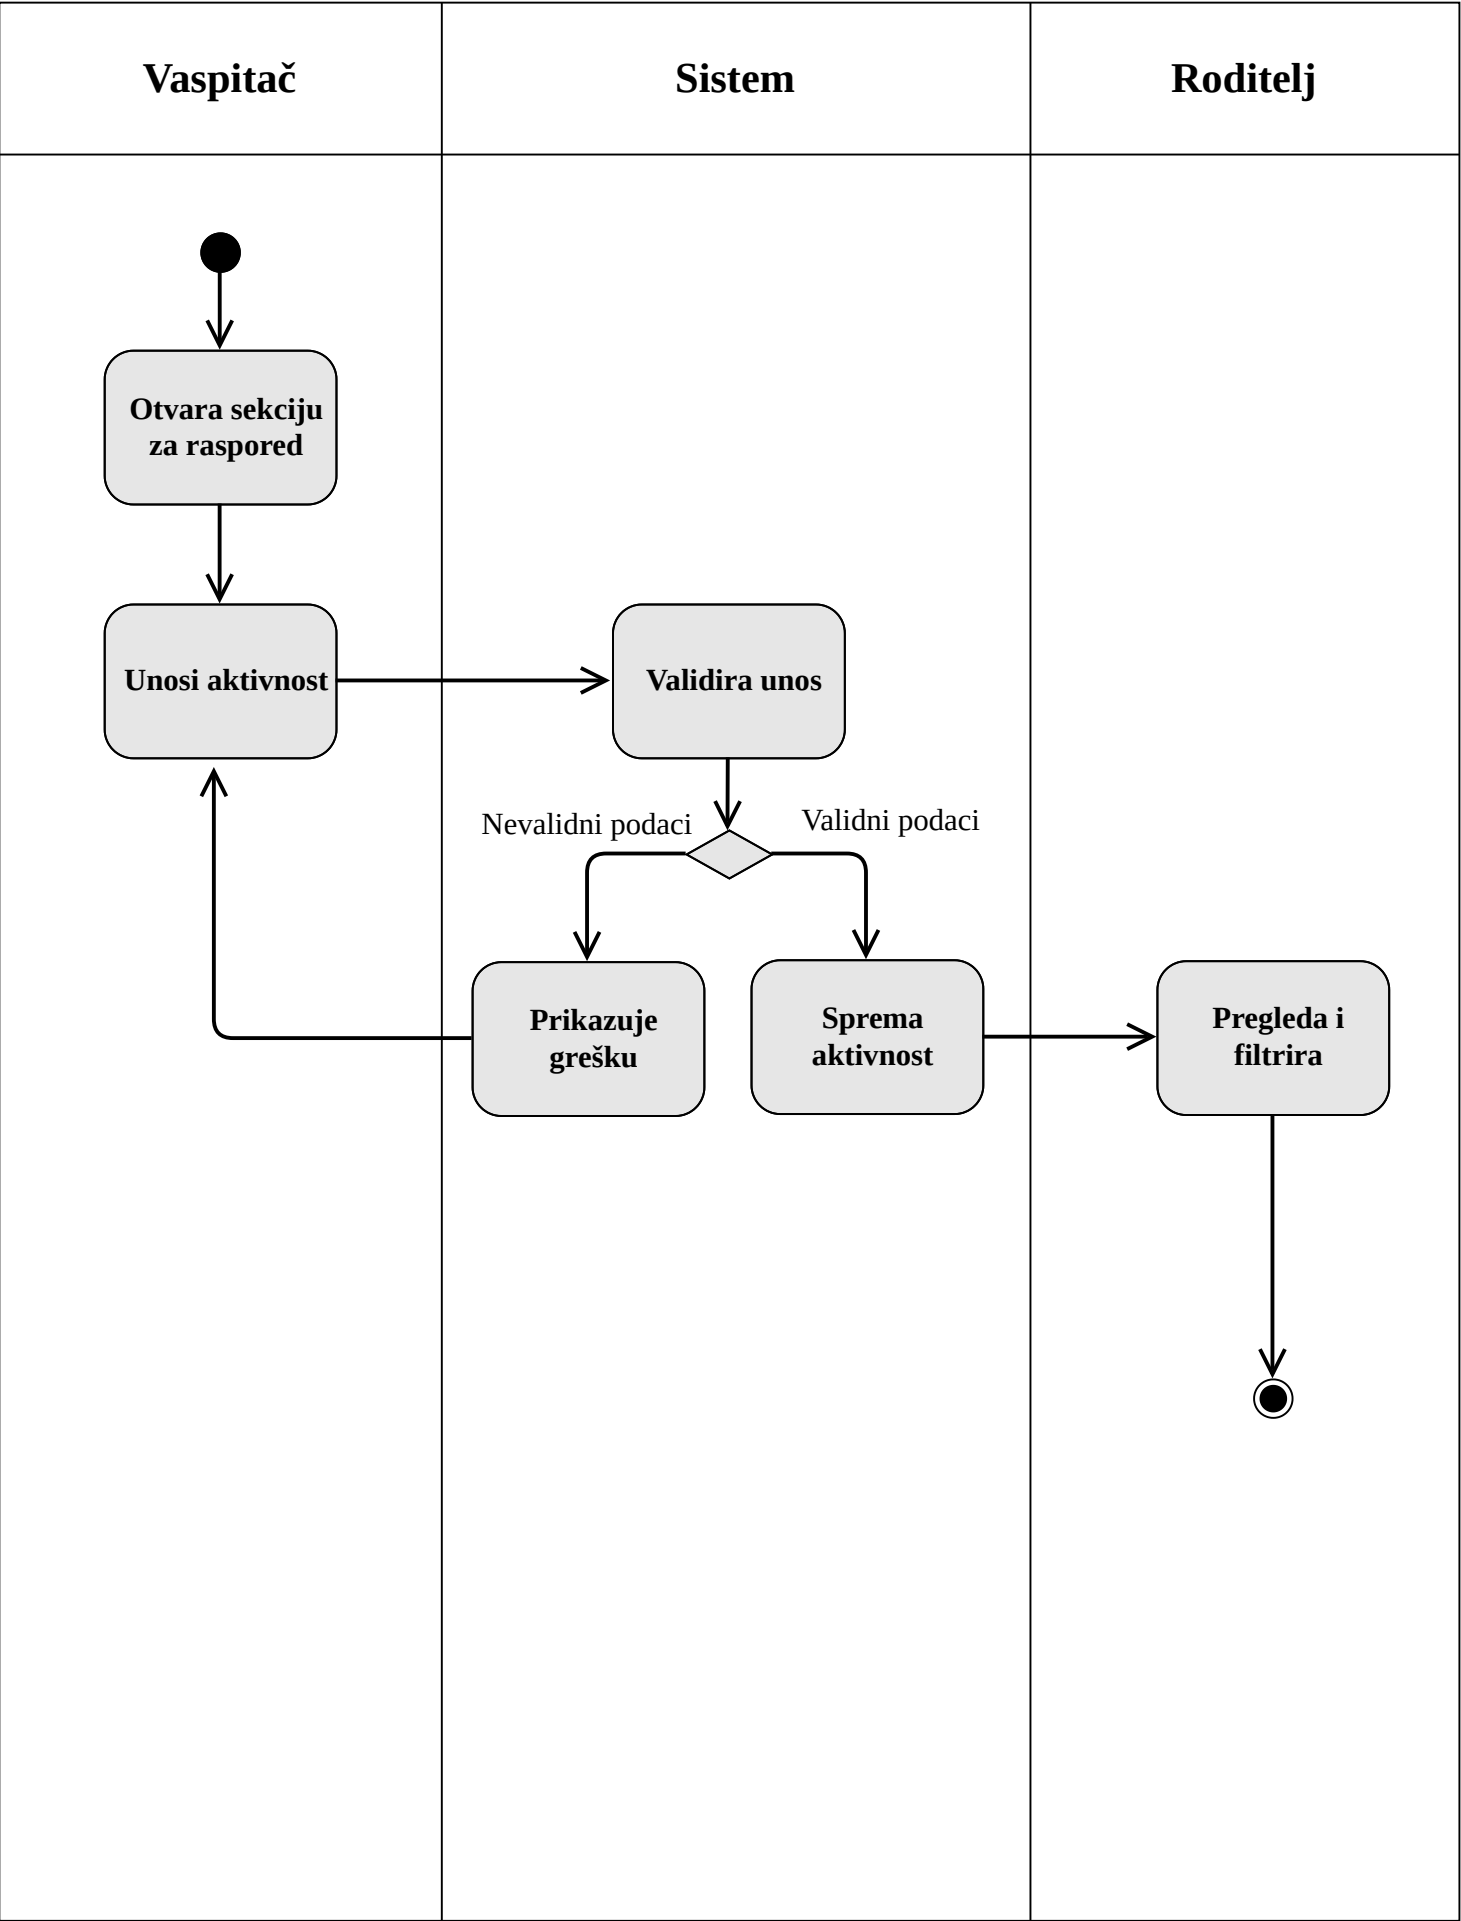 Vaspitač
Sistem
Roditelj
Otvara sekciju
za raspored
Unosi aktivnost
Validira unos
Nevalidni podaci
Validni podaci
Prikazuje
grešku
Sprema
aktivnost
Pregleda i
filtrira